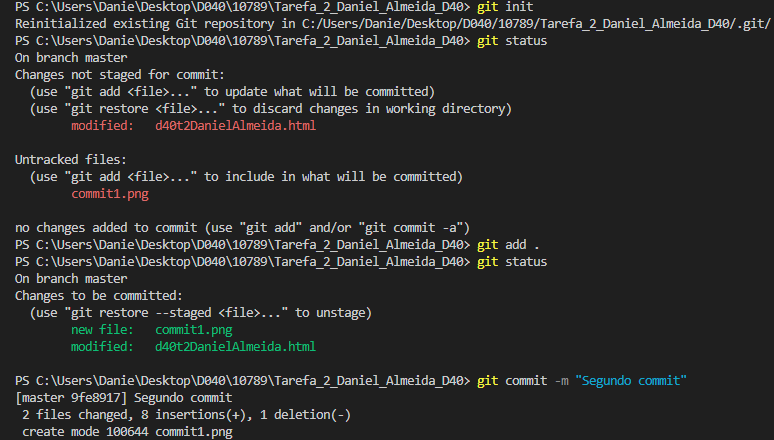 PS C:\Users\Danie\Desktop\D040\10789\Tarefa_2_Daniel_Almeida_D40> git init
Reinitialized existing Git repository in C:/Users/Danie/Desktop/D040/10789/Tarefa_2_Daniel_Almeida_D40/.git/
PS C:\Users\Danie\Desktop\D040\10789\Tarefa_2_Daniel_Almeida_D40> git status
On branch master
Changes not staged for commit:
  (use "git add <file>..." to update what will be committed)
  (use "git restore <file>..." to discard changes in working directory)
        modified:   d40t2DanielAlmeida.html

Untracked files:
  (use "git add <file>..." to include in what will be committed)
        commit1.png

no changes added to commit (use "git add" and/or "git commit -a")
PS C:\Users\Danie\Desktop\D040\10789\Tarefa_2_Daniel_Almeida_D40> git add .
PS C:\Users\Danie\Desktop\D040\10789\Tarefa_2_Daniel_Almeida_D40> git status
On branch master
Changes to be committed:
  (use "git restore --staged <file>..." to unstage)
        new file:   commit1.png
        modified:   d40t2DanielAlmeida.html

PS C:\Users\Danie\Desktop\D040\10789\Tarefa_2_Daniel_Almeida_D40> git commit -m "Segundo commit"
[master 9fe8917] Segundo commit
 2 files changed, 8 insertions(+), 1 deletion(-)
 create mode 100644 commit1.png